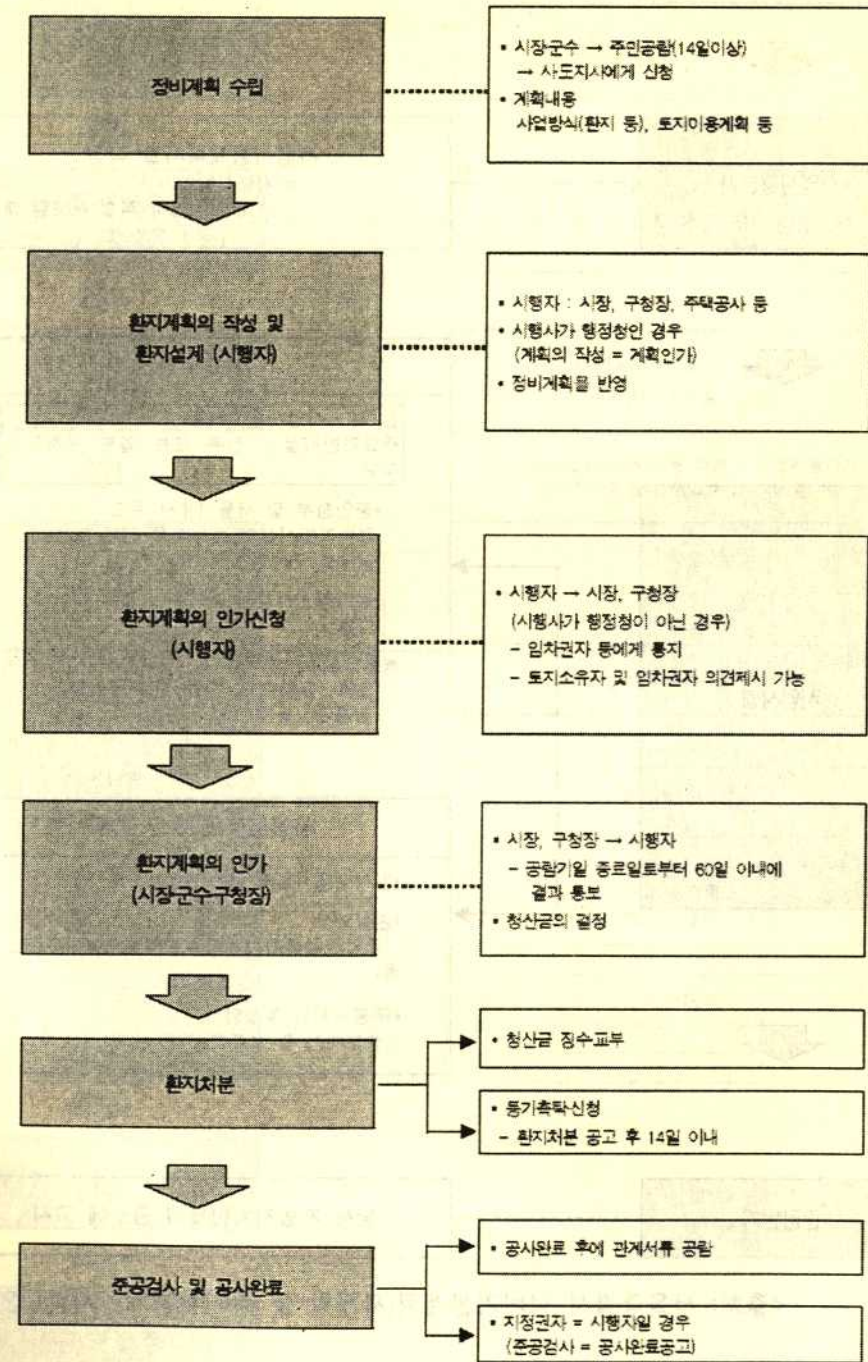 정비계획 수립
• 시장·군수 → 주민공람(14일이상)
→ 시·도지사에게 신청
• 계획내용
사업방식(환지 등), 토지이용계획 등
환지계획의 작성 및
환지설계 (시행자)
• 시행자 : 시장, 구청장, 주택공사 등
• 시행사가 행정청인 경우
(계획의 작성 = 계획인가)
• 정비계획을 반영
환지계획의 인가신청
(시행자)
• 시행자 → 시장, 구청장
(시행사가 행정청이 아닌 경우)
- 임차권자 등에게 통지
- 토지소유자 및 임차권자 의견제시 가능
환지계획의 인가
(시장·군수·구청장)
• 시장, 구청장 → 시행자
- 공람기일 종료일로부터 60일 이내에
결과 통보
• 청산금의 결정
환지처분
• 청산금 징수·교부
• 등기촉탁·신청
- 환지처분 공고 후 14일 이내
준공검사 및 공사완료
• 공사완료 후에 관계서류 공람
• 지정권자 = 시행자일 경우
(준공검사 = 공사완료공고)